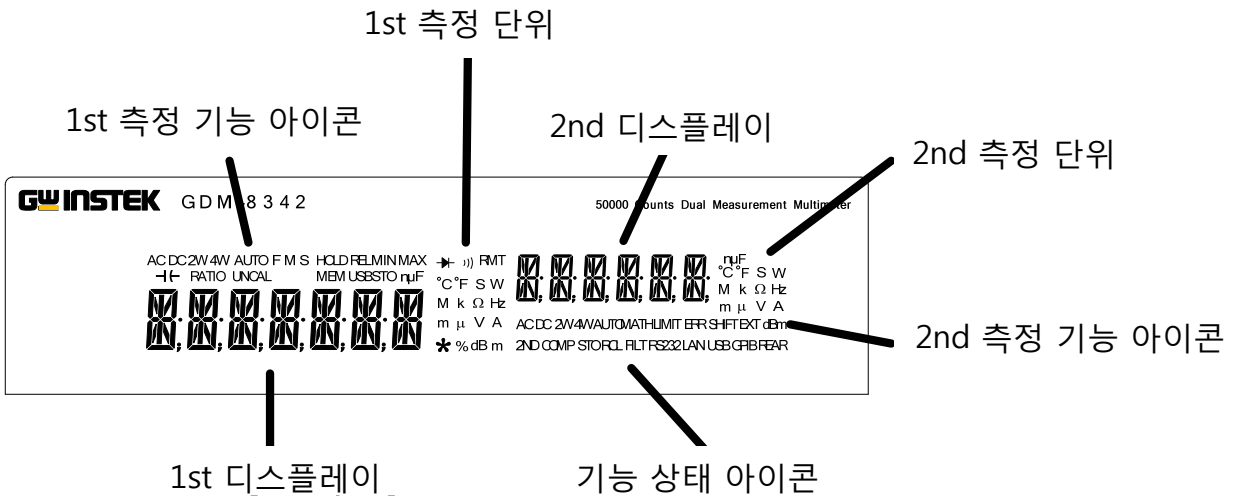 1st 측정 단위
1st 측정 기능 아이콘
2nd 디스플레이
2nd 측정 단위
GWINSTEK GDM-8342
50000 Counts Dual Measurement Multimeter
AC DC 2W 4W AUTO F M S HOLD REL MIN MAX RMT
RATIO UNCAL MEM USB STO nμF
°C °F S W
M k Ω Hz
m μ V A
% dB m
nμF
°C °F S W
M k Ω Hz
m μ V A
AC DC 2W 4W AUTO MATH LIMIT ERR SHIFT EXT dBm
2ND COMP STO RCL FILT RS232 LAN USB GPIB REAR
2nd 측정 기능 아이콘
1st 디스플레이
기능 상태 아이콘